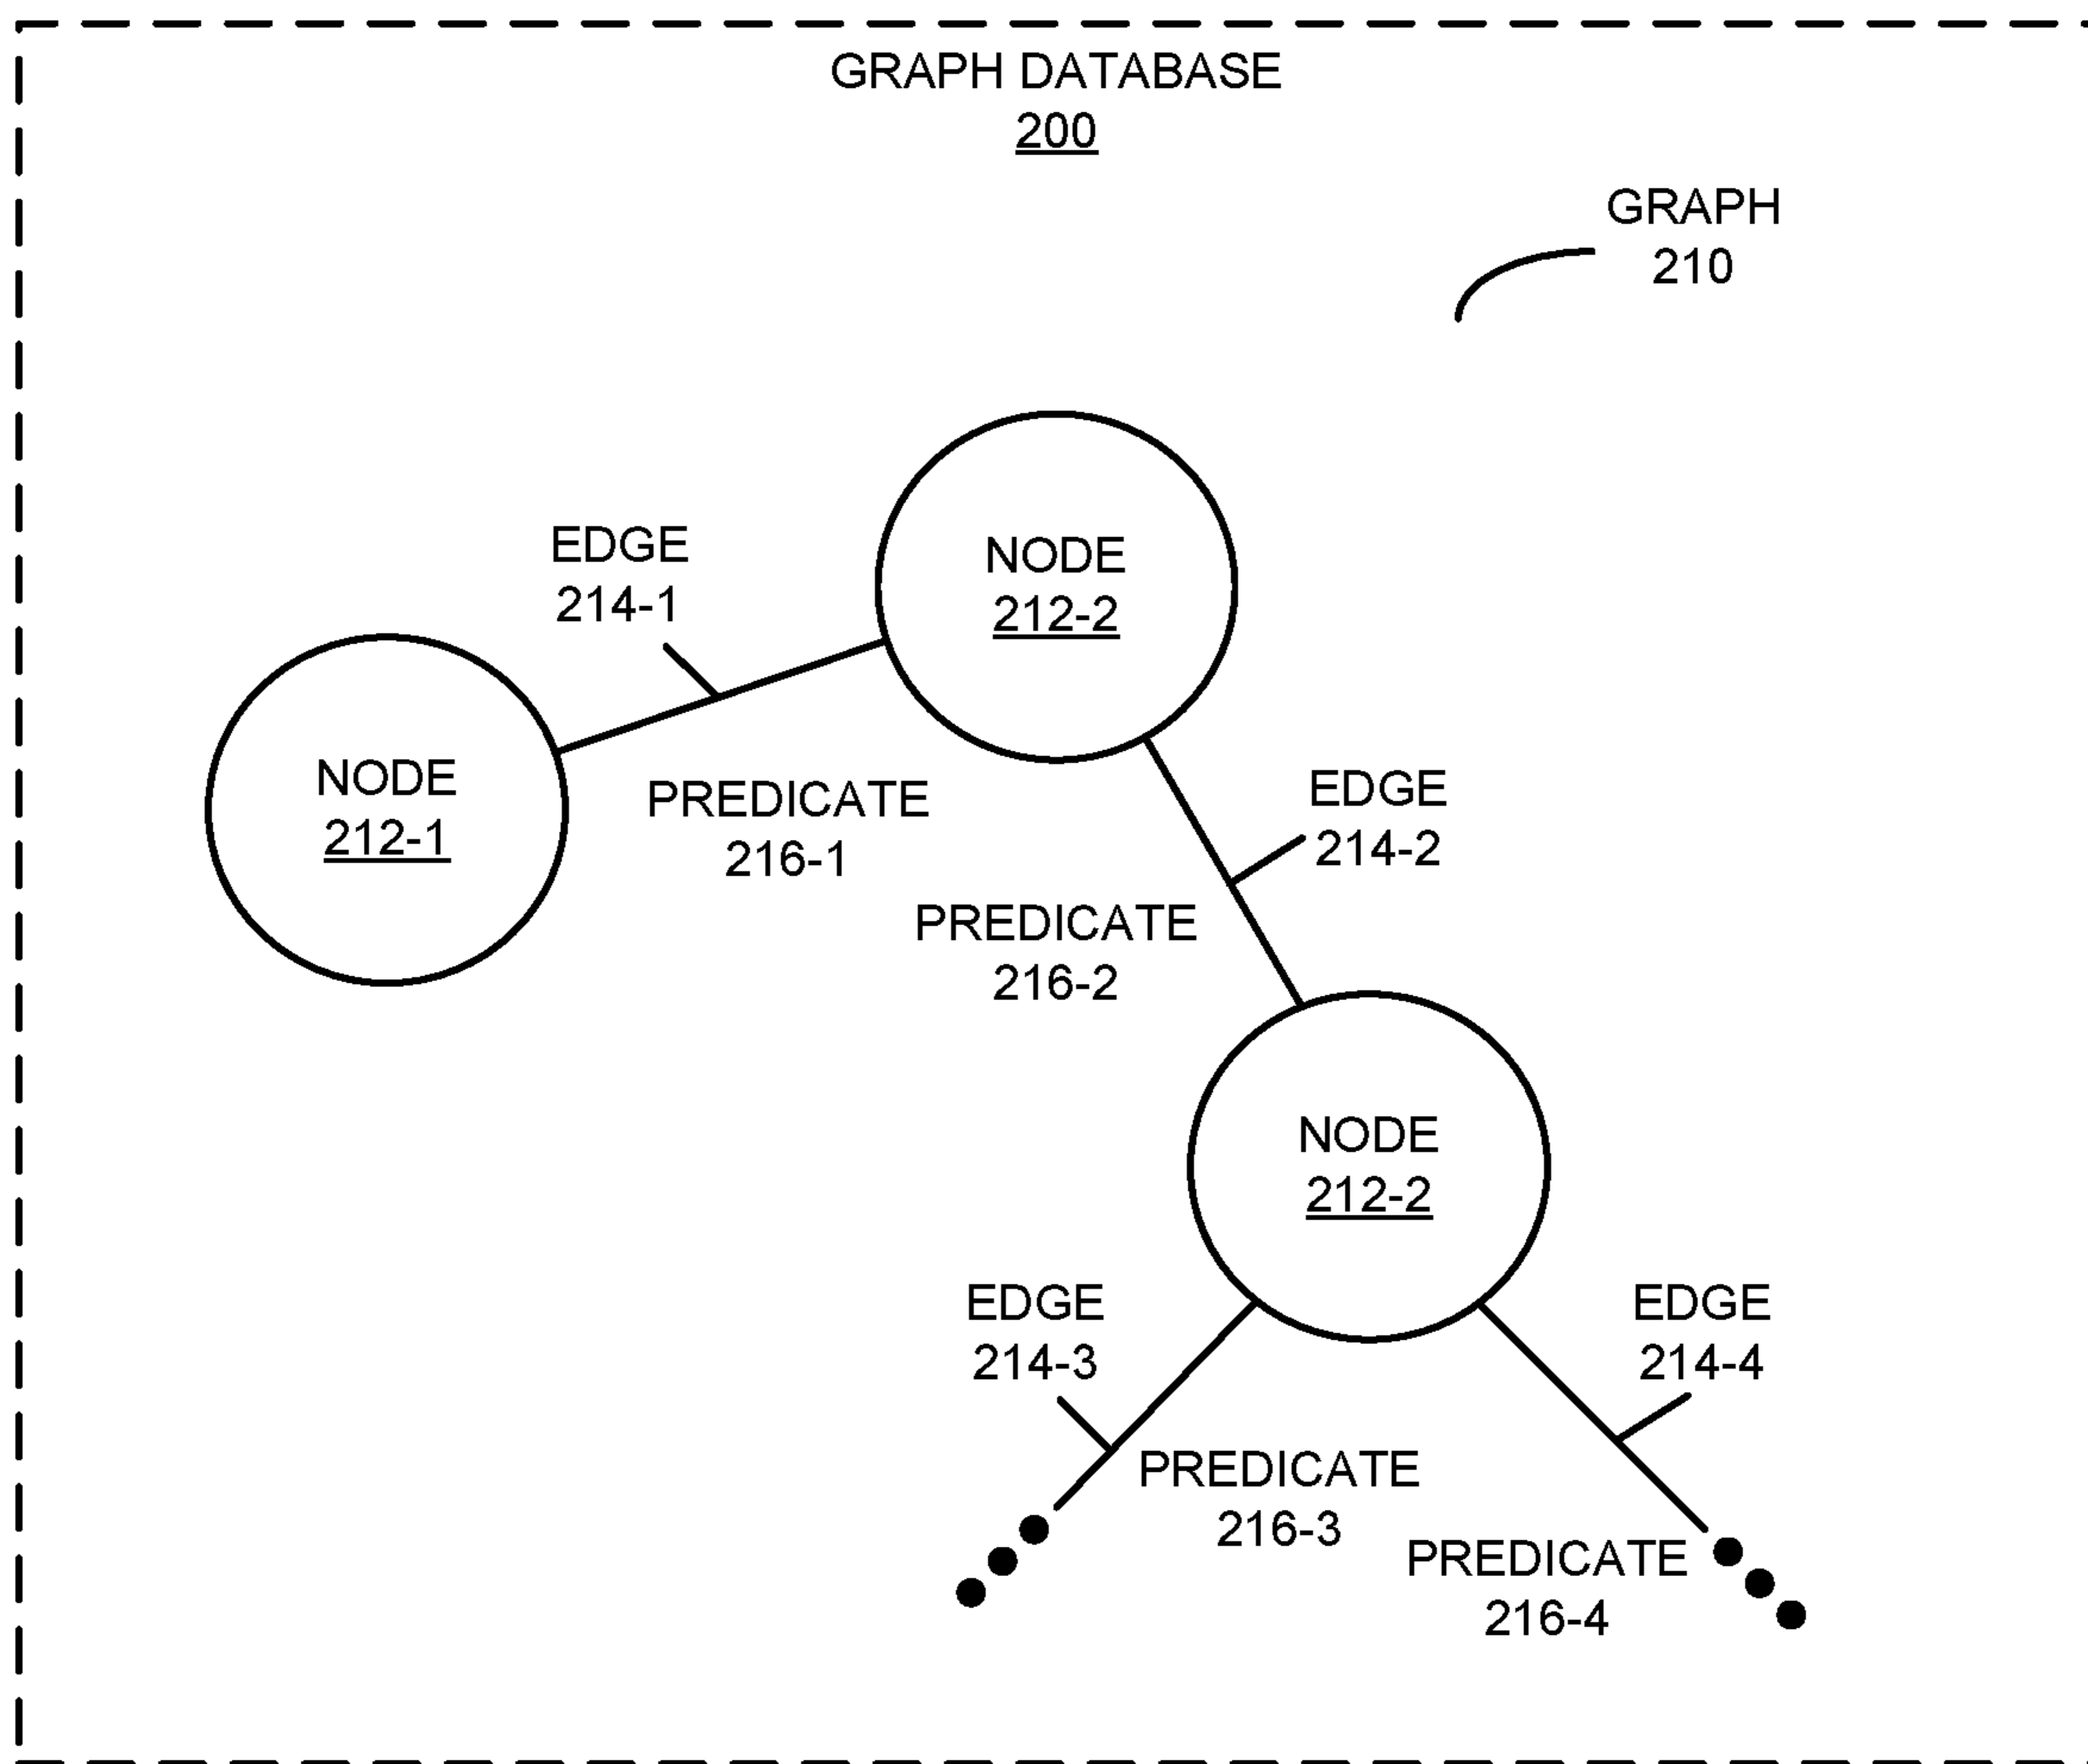 GRAPH DATABASE
200
GRAPH
210
EDGE
214-1
NODE
212-2
NODE
212-1
PREDICATE
216-1
EDGE
214-2
PREDICATE
216-2
NODE
212-2
EDGE
214-3
EDGE
214-4
PREDICATE
216-3
PREDICATE
216-4